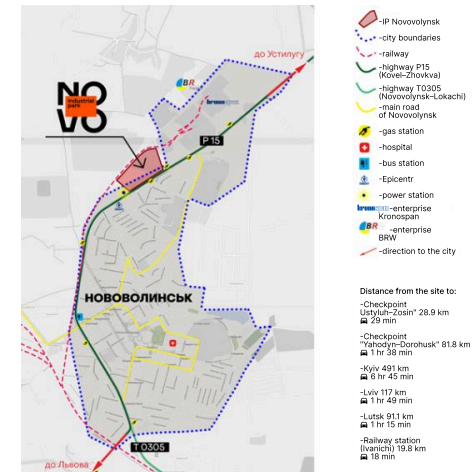 до Устилугу
BR
kronospan
NO
industrial
park
VO
P 15
НОВОВОЛИНСЬК
T 0305
до Львова
-IP Novovolynsk
-city boundaries
-railway
-highway P15
(Kovel–Zhovkva)
-highway T0305
(Novovolynsk–Lokachi)
-main road
of Novovolynsk
-gas station
-hospital
-bus station
-Epicentr
-power station
kronospan -enterprise
Kronospan
BR -enterprise
BRW
-direction to the city
Distance from the site to:
-Checkpoint
Ustyluh–Zosin" 28.9 km
29 min
-Checkpoint
"Yahodyn–Dorohusk" 81.8 km
1 hr 38 min
-Kyiv 491 km
6 hr 45 min
-Lviv 117 km
1 hr 49 min
-Lutsk 91.1 km
1 hr 15 min
-Railway station
(Ivanichi) 19.8 km
18 min